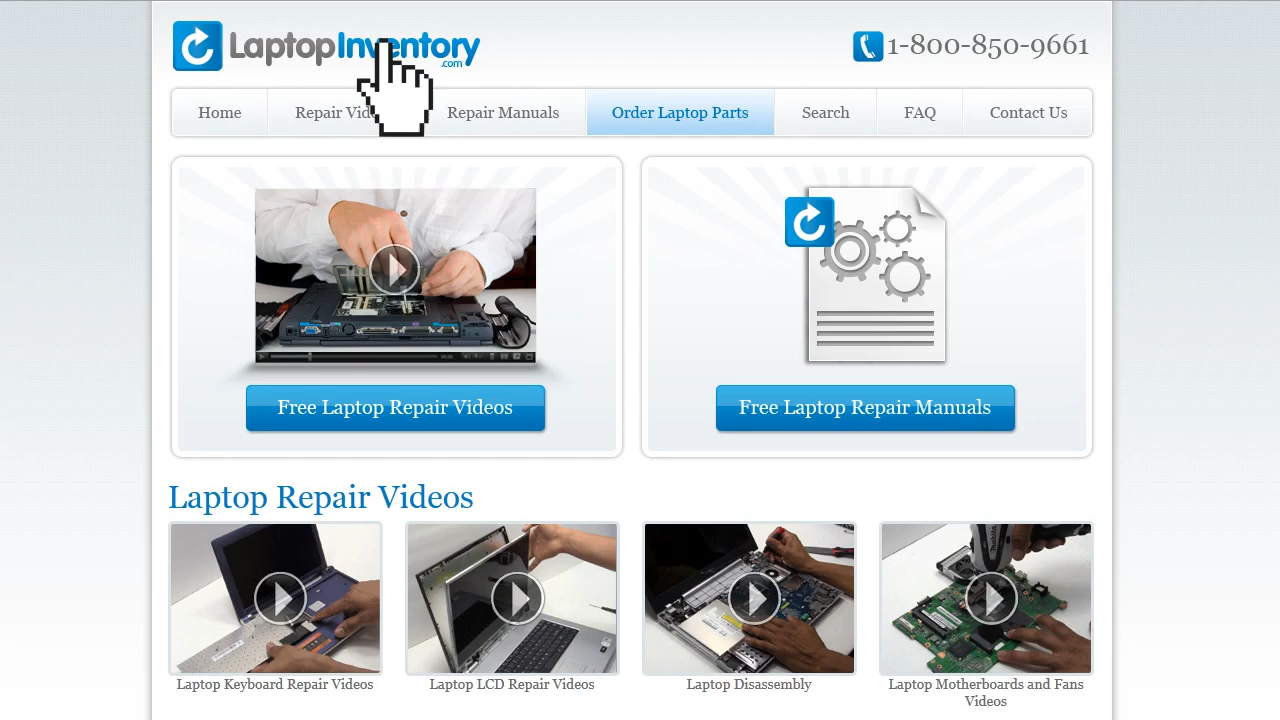 LaptopInventory
.com
1-800-850-9661
Home
Repair Vid
Repair Manuals
Order Laptop Parts
Search
FAQ
Contact Us
Free Laptop Repair Videos
Free Laptop Repair Manuals
Laptop Repair Videos
Laptop Keyboard Repair Videos
Laptop LCD Repair Videos
Laptop Disassembly
Laptop Motherboards and Fans
Videos